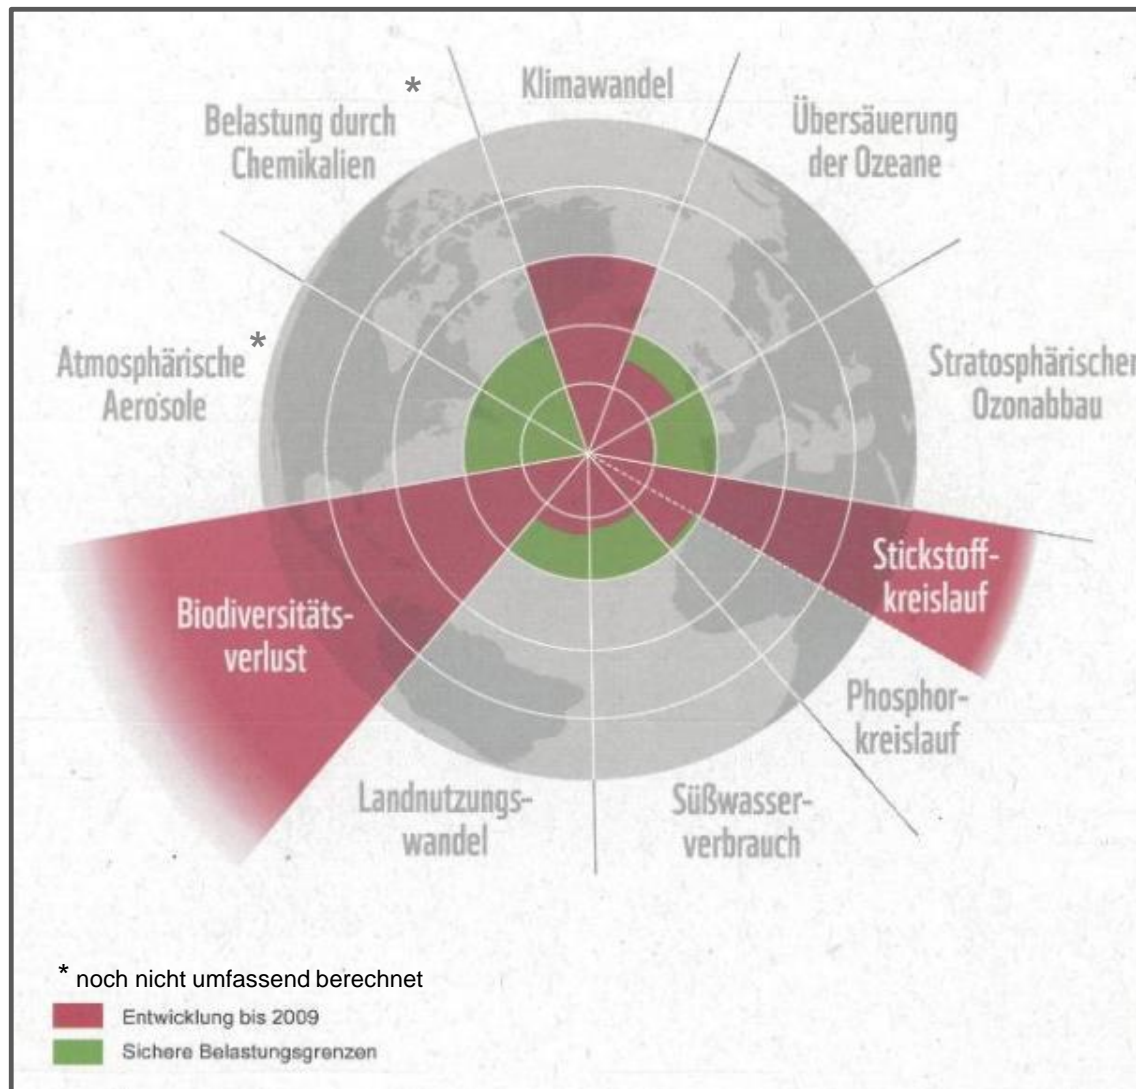 *
Klimawandel
Belastung durch
Chemikalien
Übersäuerung
der Ozeane
*
Atmosphärische
Aerosole
Stratosphärischer
Ozonabbau
Stickstoff-
kreislauf
Biodiversitäts-
verlust
Phosphor-
kreislauf
Landnutzungs-
wandel
Süßwasser-
verbrauch
* noch nicht umfassend berechnet
Entwicklung bis 2009
Sichere Belastungsgrenzen